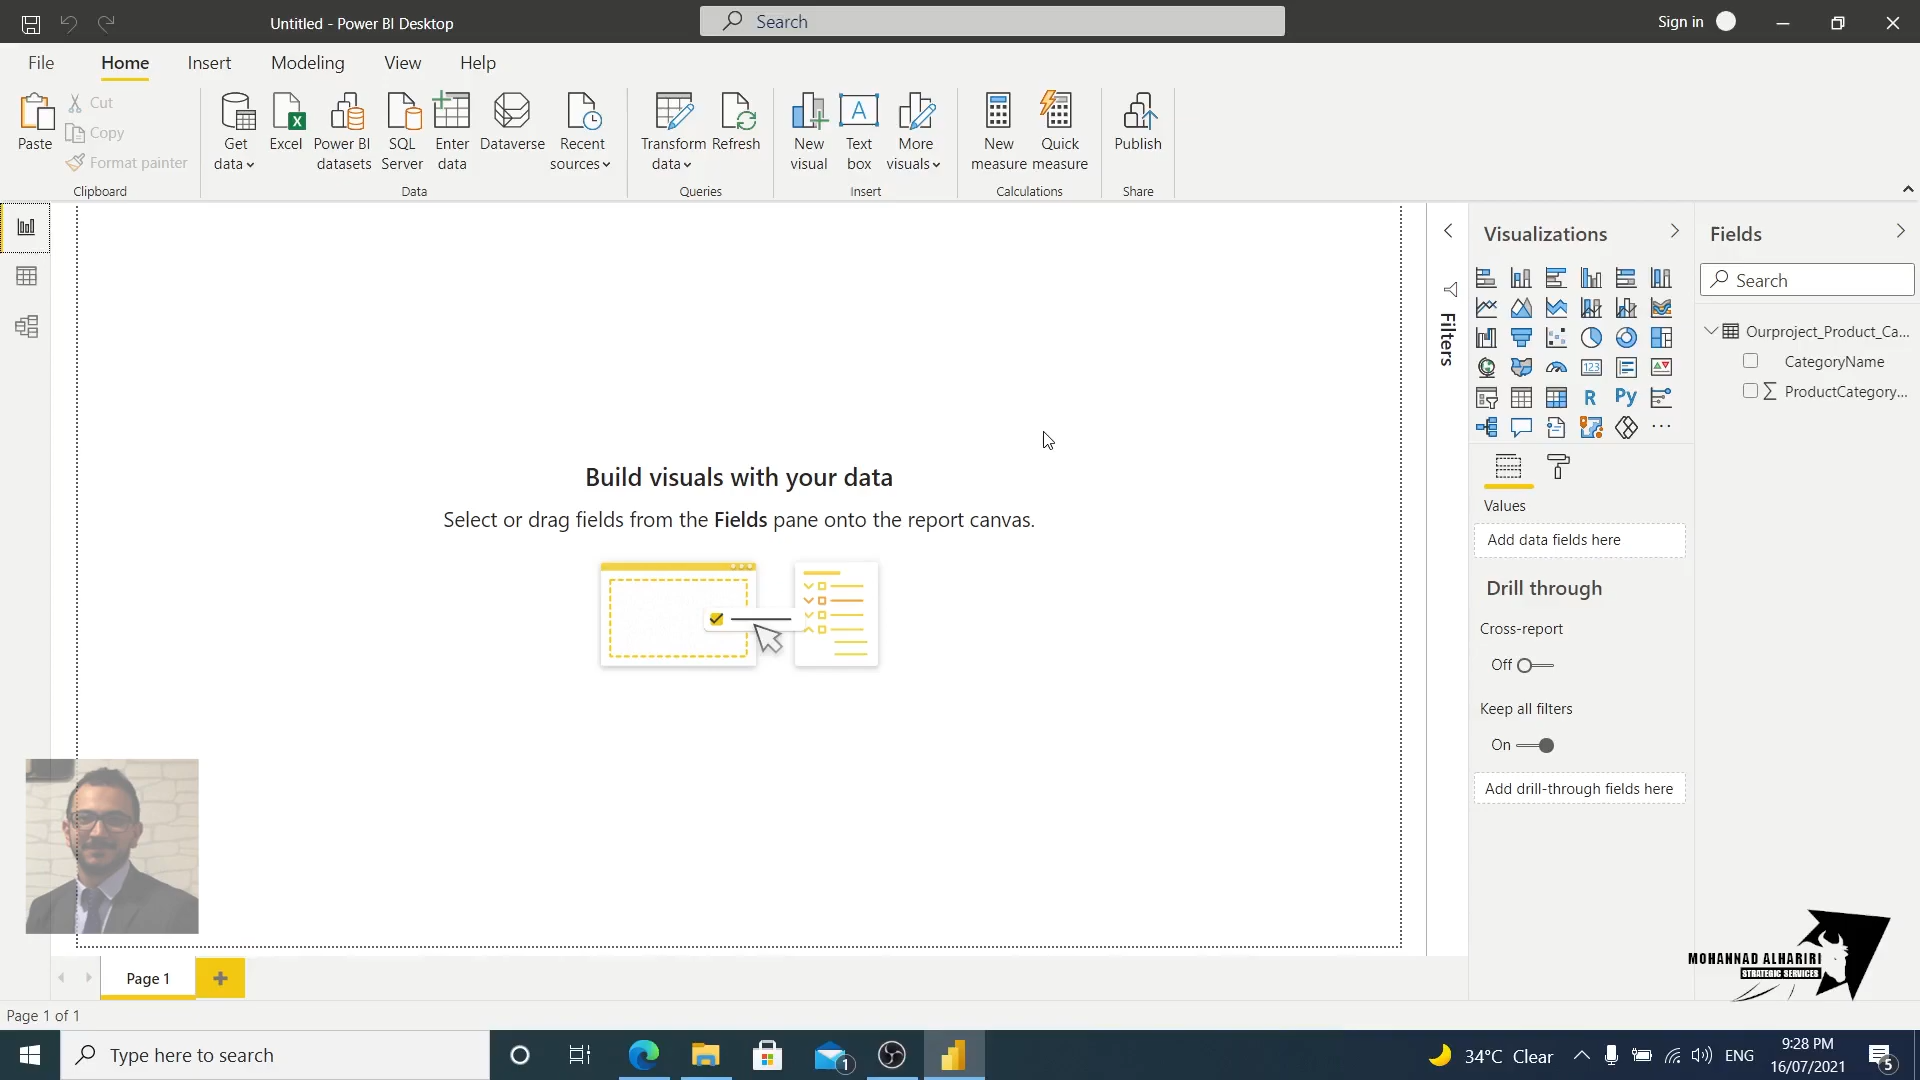 Untitled - Power BI Desktop
Search
Sign in
File
Home
Insert
Modeling
View
Help
Paste
Cut
Copy
Format painter
Clipboard
Get data
Excel
Power BI datasets
SQL Server
Enter data
Dataverse
Recent sources
Data
Transform data
Refresh
Queries
New visual
Text box
More visuals
Insert
New measure
Quick measure
Calculations
Publish
Share
Build visuals with your data
Select or drag fields from the Fields pane onto the report canvas.
Filters
Visualizations
123
R
Py
...
Values
Add data fields here
Drill through
Cross-report
Off
Keep all filters
On
Add drill-through fields here
Fields
Search
Ourproject_Product_Ca...
CategoryName
ProductCategory...
MOHANNAD ALHARIRI
STRATEGIC SERVICES
Page 1
Page 1 of 1
Type here to search
1
34°C Clear
ENG
9:28 PM
16/07/2021
5